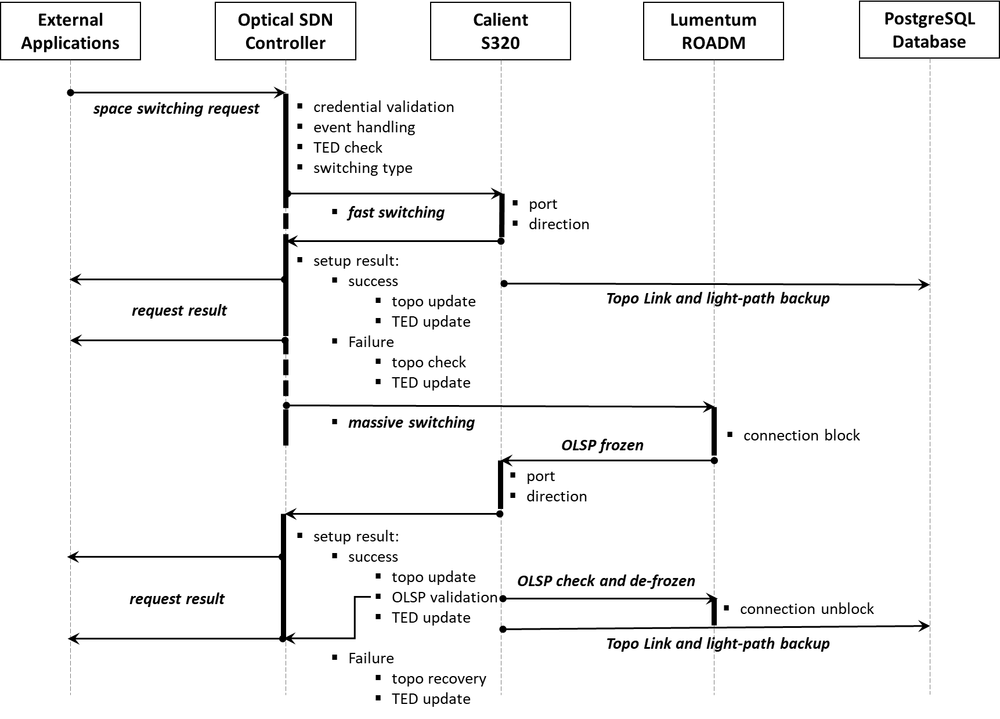 External
Applications
Optical SDN
Controller
Calient
S320
Lumentum
ROADM
PostgreSQL
Database
space switching request
▪ credential validation
▪ event handling
▪ TED check
▪ switching type
▪ fast switching
▪ port
▪ direction
▪ setup result:
▪ success
▪ topo update
▪ TED update
▪ Failure
▪ topo check
▪ TED update
request result
Topo Link and light-path backup
▪ massive switching
▪ connection block
OLSP frozen
▪ port
▪ direction
▪ setup result:
▪ success
▪ topo update
▪ OLSP validation
▪ TED update
request result
OLSP check and de-frozen
▪ connection unblock
Topo Link and light-path backup
▪ Failure
▪ topo recovery
▪ TED update